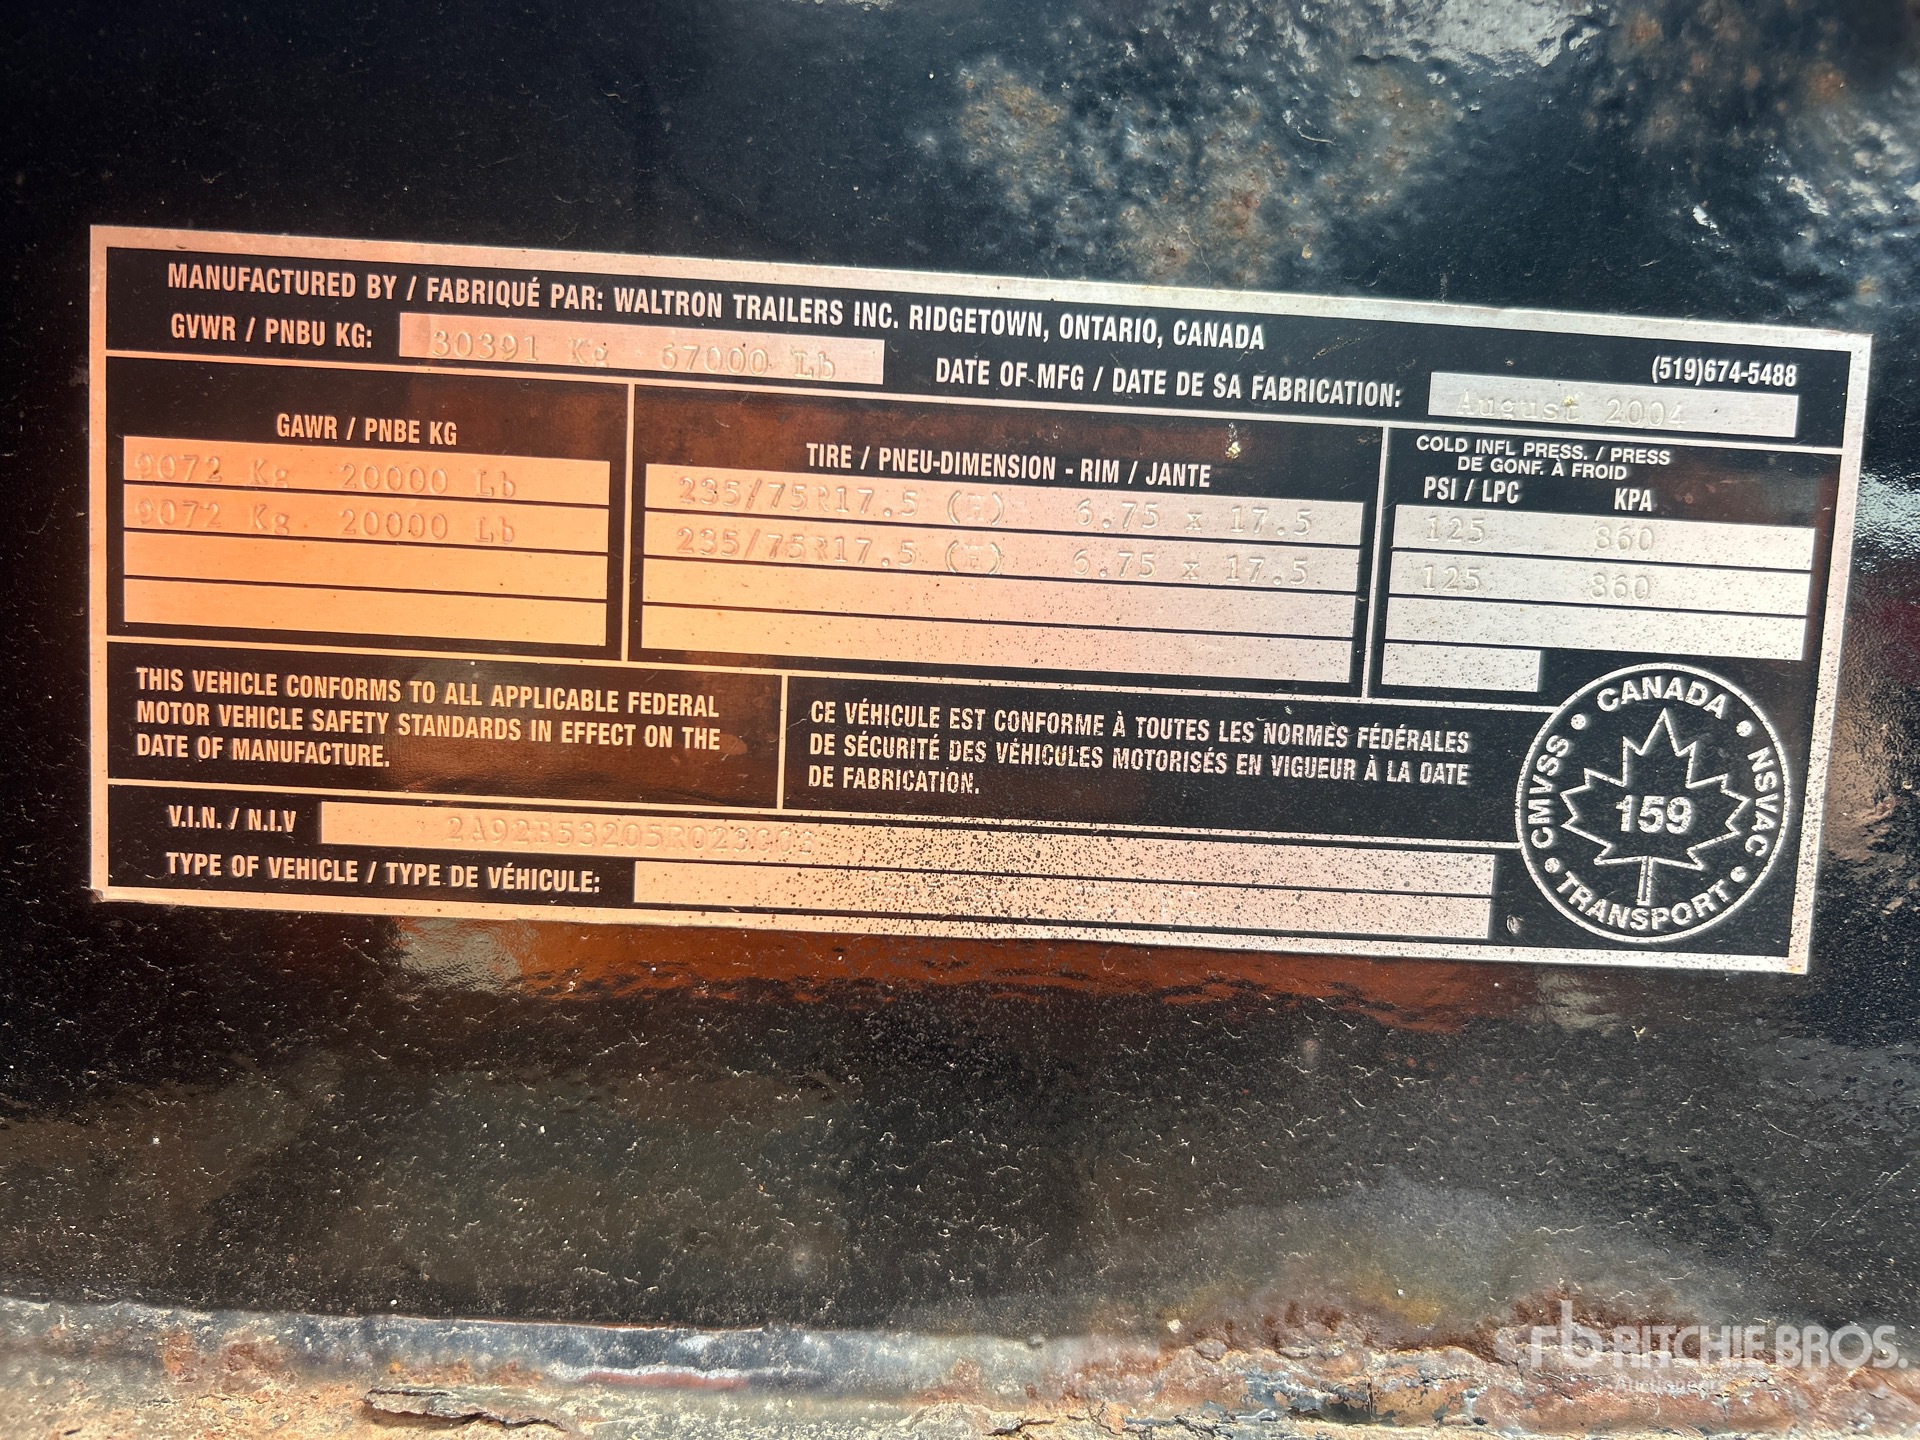 MANUFACTURED BY / FABRIQUÉ PAR: WALTRON TRAILERS INC. RIDGETOWN, ONTARIO, CANADA
(519)674-5488
GVWR / PNBU KG: 30391 Kg 67000 Lb
DATE OF MFG / DATE DE SA FABRICATION: August 2004
GAWR / PNBE KG
9072 Kg 20000 Lb
9072 Kg 20000 Lb
TIRE / PNEU-DIMENSION - RIM / JANTE
235/75R17.5 (H) 6.75 x 17.5
235/75R17.5 (H) 6.75 x 17.5
COLD INFL PRESS. / PRESS
DE GONF. À FROID
PSI / LPC KPA
125 860
125 860
THIS VEHICLE CONFORMS TO ALL APPLICABLE FEDERAL
MOTOR VEHICLE SAFETY STANDARDS IN EFFECT ON THE
DATE OF MANUFACTURE.
CE VÉHICULE EST CONFORME À TOUTES LES NORMES FÉDÉRALES
DE SÉCURITÉ DES VÉHICULES MOTORISÉS EN VIGUEUR À LA DATE
DE FABRICATION.
V.I.N. / N.I.V
TYPE OF VEHICLE / TYPE DE VÉHICULE:
CANADA • NSVAC • TRANSPORT • CMVSS •
159
rb RITCHIE BROS.
Auctioneers